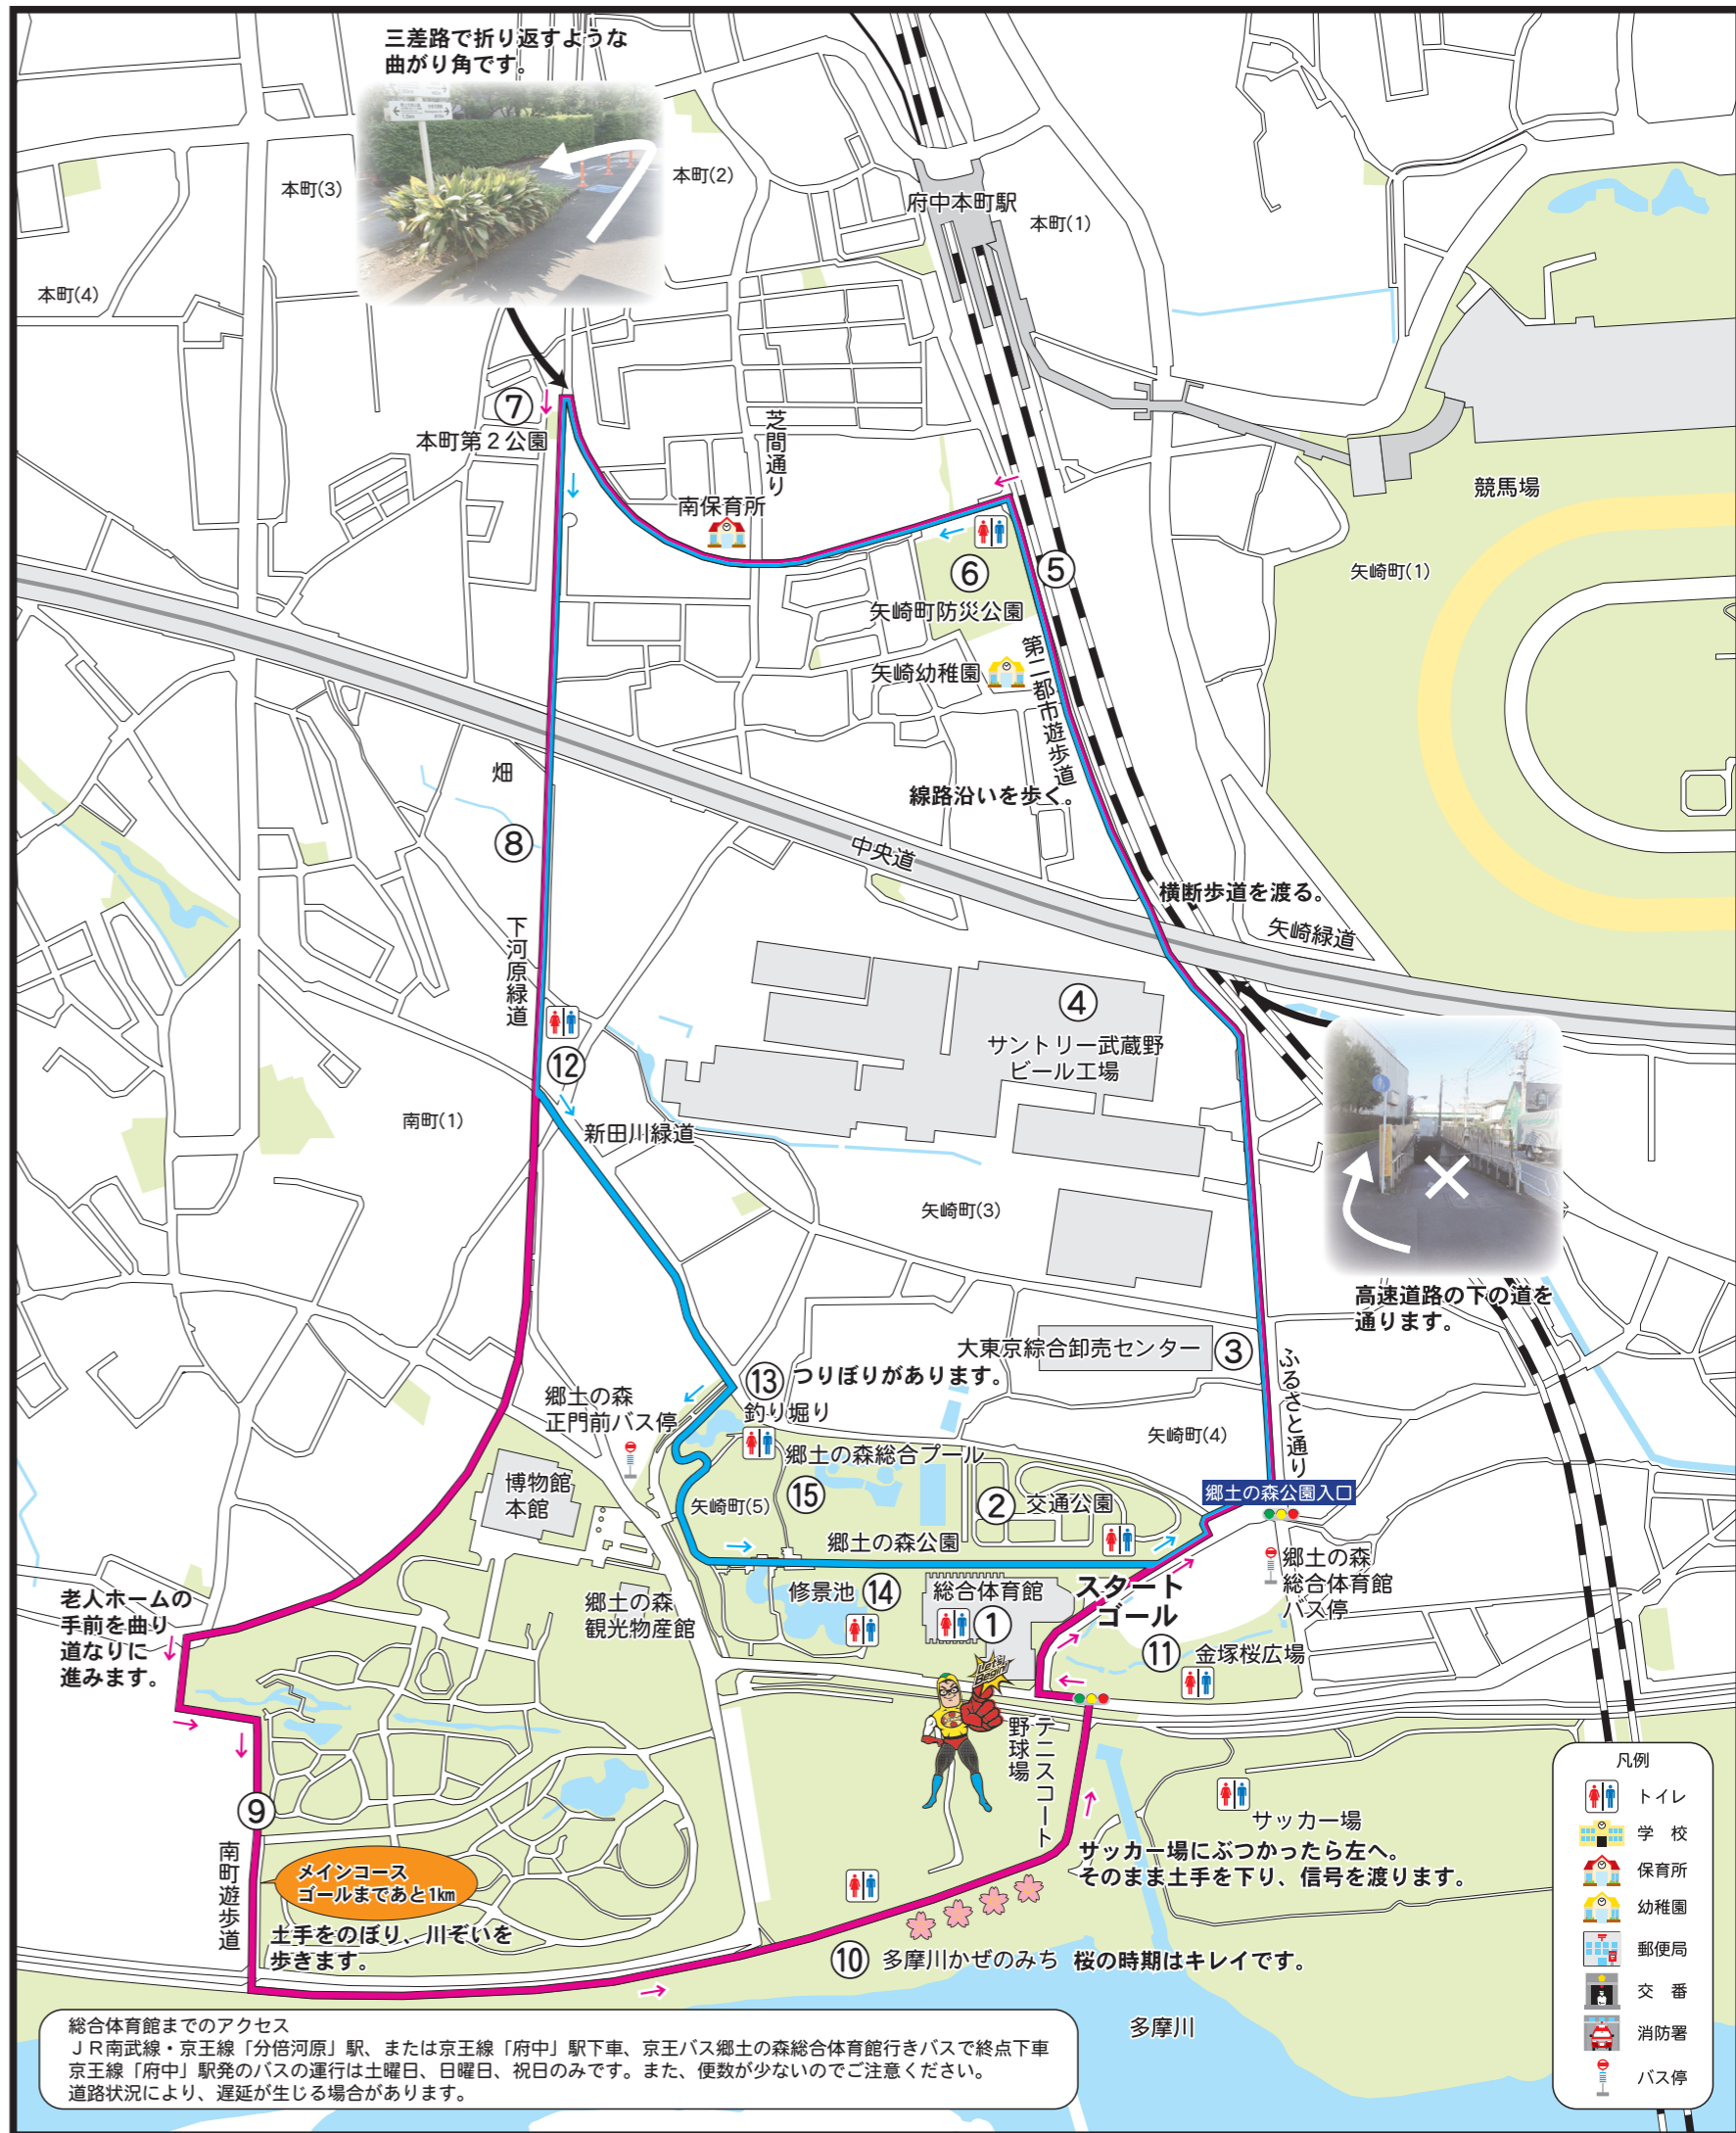 三差路で折り返すような
曲がり角です。
本町(3)
本町(2)
府中本町駅
本町(1)
本町(4)
⑦
本町第２公園
芝間通り
南保育所
競馬場
⑥
⑤
矢崎町(1)
矢崎町防災公園
矢崎幼稚園
第二都市遊歩道
畑
線路沿いを歩く。
⑧
中央道
横断歩道を渡る。
矢崎緑道
下河原緑道
④
サントリー武蔵野
ビール工場
⑫
南町(1)
新田川緑道
矢崎町(3)
高速道路の下の道を
通ります。
大東京綜合卸売センター
③
ふるさと通り
⑬
つりぼりがあります。
釣り堀り
郷土の森
正門前バス停
矢崎町(4)
郷土の森総合プール
博物館
本館
矢崎町(5)
⑮
②
交通公園
郷土の森公園入口
郷土の森公園
郷土の森
総合体育館
バス停
老人ホームの
手前を曲り
道なりに
進みます。
郷土の森
観光物産館
修景池
⑭
総合体育館
①
スタート
ゴール
⑪
金塚桜広場
Let's
Begin!
野球場
テニスコート
⑨
南町遊歩道
メインコース
ゴールまであと1km
土手をのぼり、川ぞいを
歩きます。
サッカー場
サッカー場にぶつかったら左へ。
そのまま土手を下り、信号を渡ります。
⑩
多摩川かぜのみち
桜の時期はキレイです。
多摩川
凡例
トイレ
学　校
保育所
幼稚園
郵便局
交　番
消防署
バス停
総合体育館までのアクセス
ＪＲ南武線・京王線「分倍河原」駅、または京王線「府中」駅下車、京王バス郷土の森総合体育館行きバスで終点下車
京王線「府中」駅発のバスの運行は土曜日、日曜日、祝日のみです。また、便数が少ないのでご注意ください。
道路状況により、遅延が生じる場合があります。